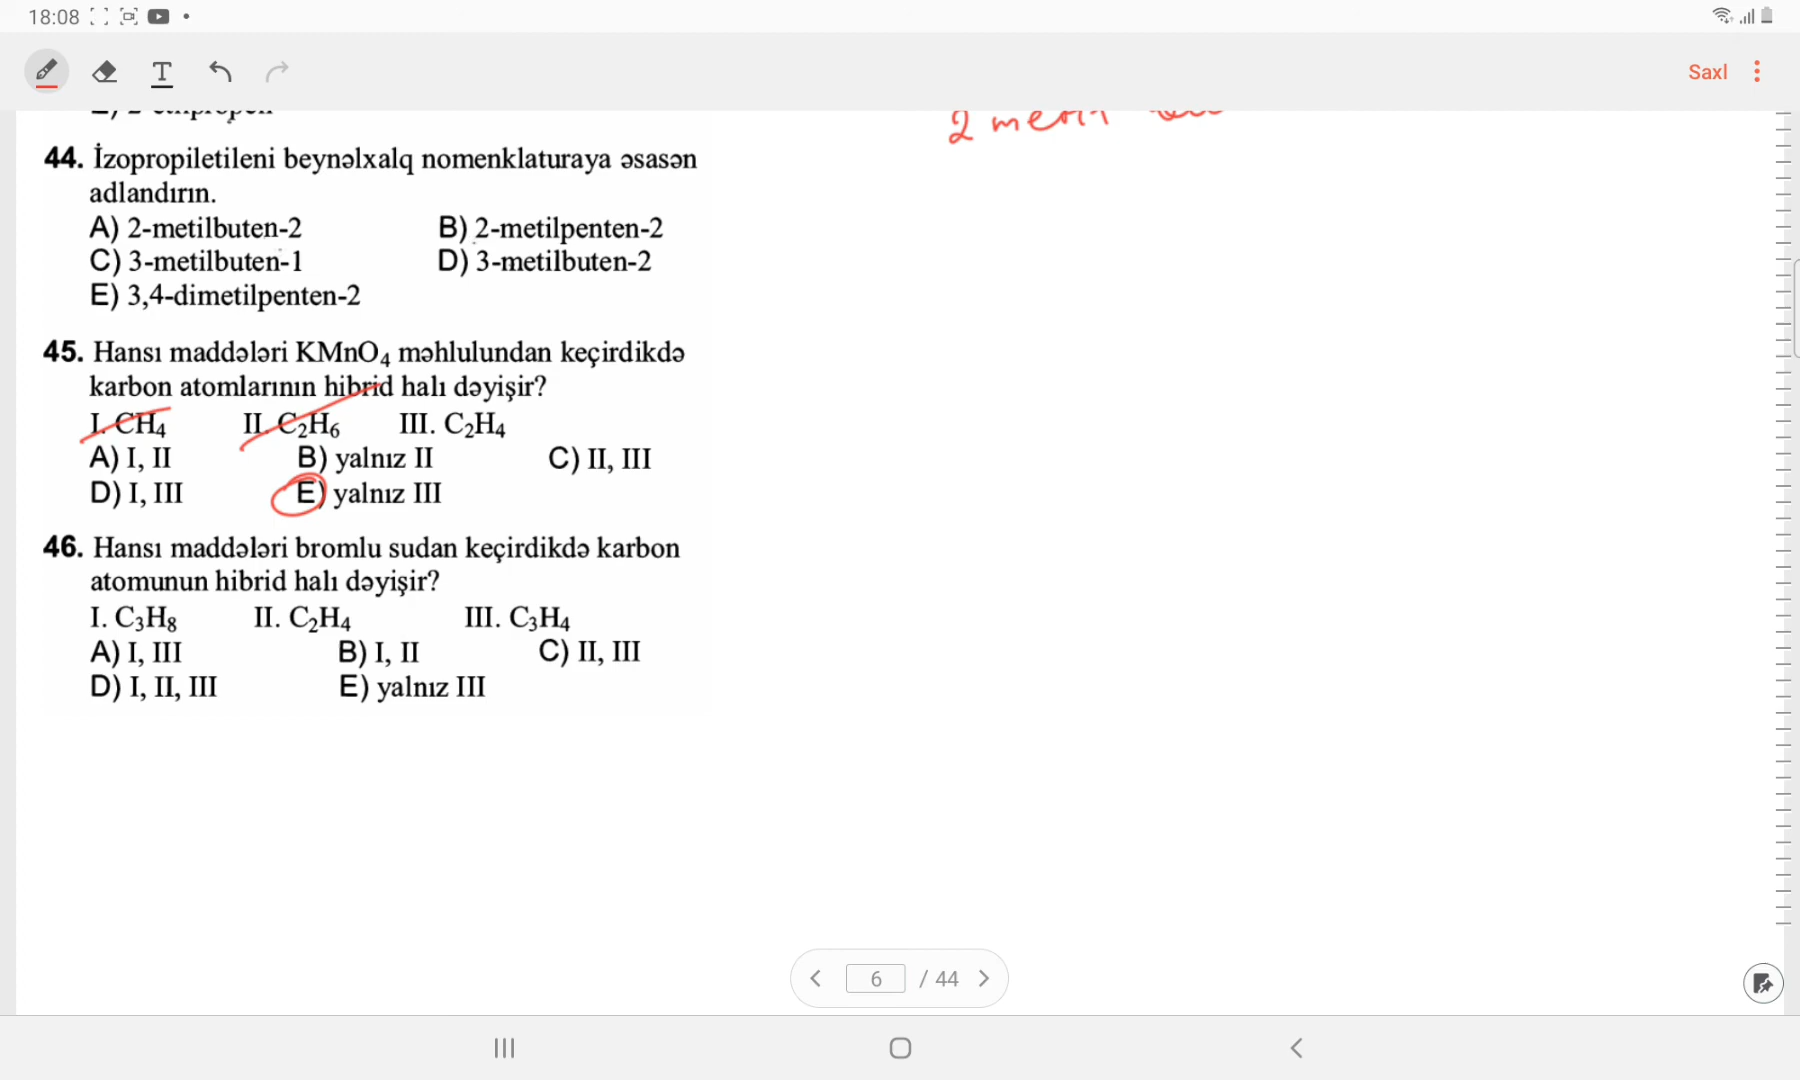 18:08
Saxl
2 metil
44. İzopropiletileni beynəlxalq nomenklaturaya əsasən
adlandırın.
A) 2-metilbuten-2 B) 2-metilpenten-2
C) 3-metilbuten-1 D) 3-metilbuten-2
E) 3,4-dimetilpenten-2
45. Hansı maddələri KMnO₄ məhlulundan keçirdikdə
karbon atomlarının hibrid halı dəyişir?
I. CH₄ II. C₂H₆ III. C₂H₄
A) I, II B) yalnız II C) II, III
D) I, III E) yalnız III
46. Hansı maddələri bromlu sudan keçirdikdə karbon
atomunun hibrid halı dəyişir?
I. C₃H₈ II. C₂H₄ III. C₃H₄
A) I, III B) I, II C) II, III
D) I, II, III E) yalnız III
6 / 44